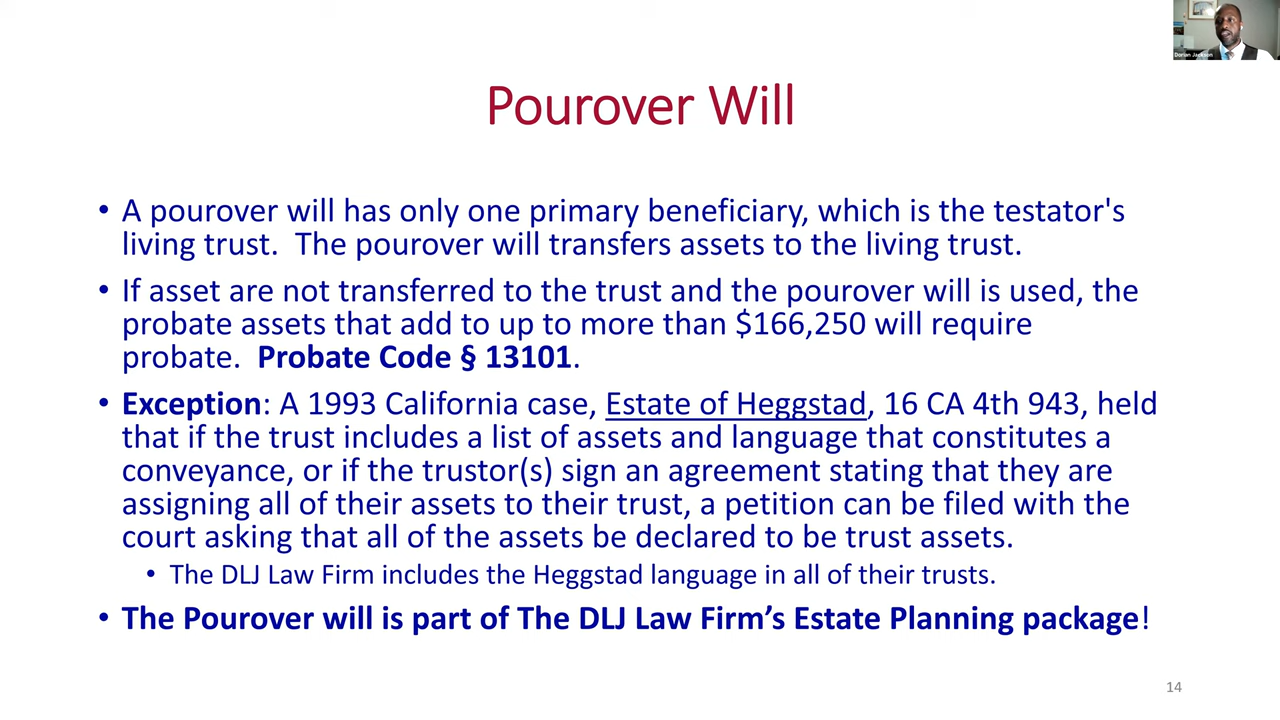 Dorian Jackson
Pourover Will
• A pourover will has only one primary beneficiary, which is the testator's
living trust.  The pourover will transfers assets to the living trust.
• If asset are not transferred to the trust and the pourover will is used, the
probate assets that add to up to more than $166,250 will require
probate.  Probate Code § 13101.
• Exception: A 1993 California case, Estate of Heggstad, 16 CA 4th 943, held
that if the trust includes a list of assets and language that constitutes a
conveyance, or if the trustor(s) sign an agreement stating that they are
assigning all of their assets to their trust, a petition can be filed with the
court asking that all of the assets be declared to be trust assets.
• The DLJ Law Firm includes the Heggstad language in all of their trusts.
• The Pourover will is part of The DLJ Law Firm’s Estate Planning package!
14